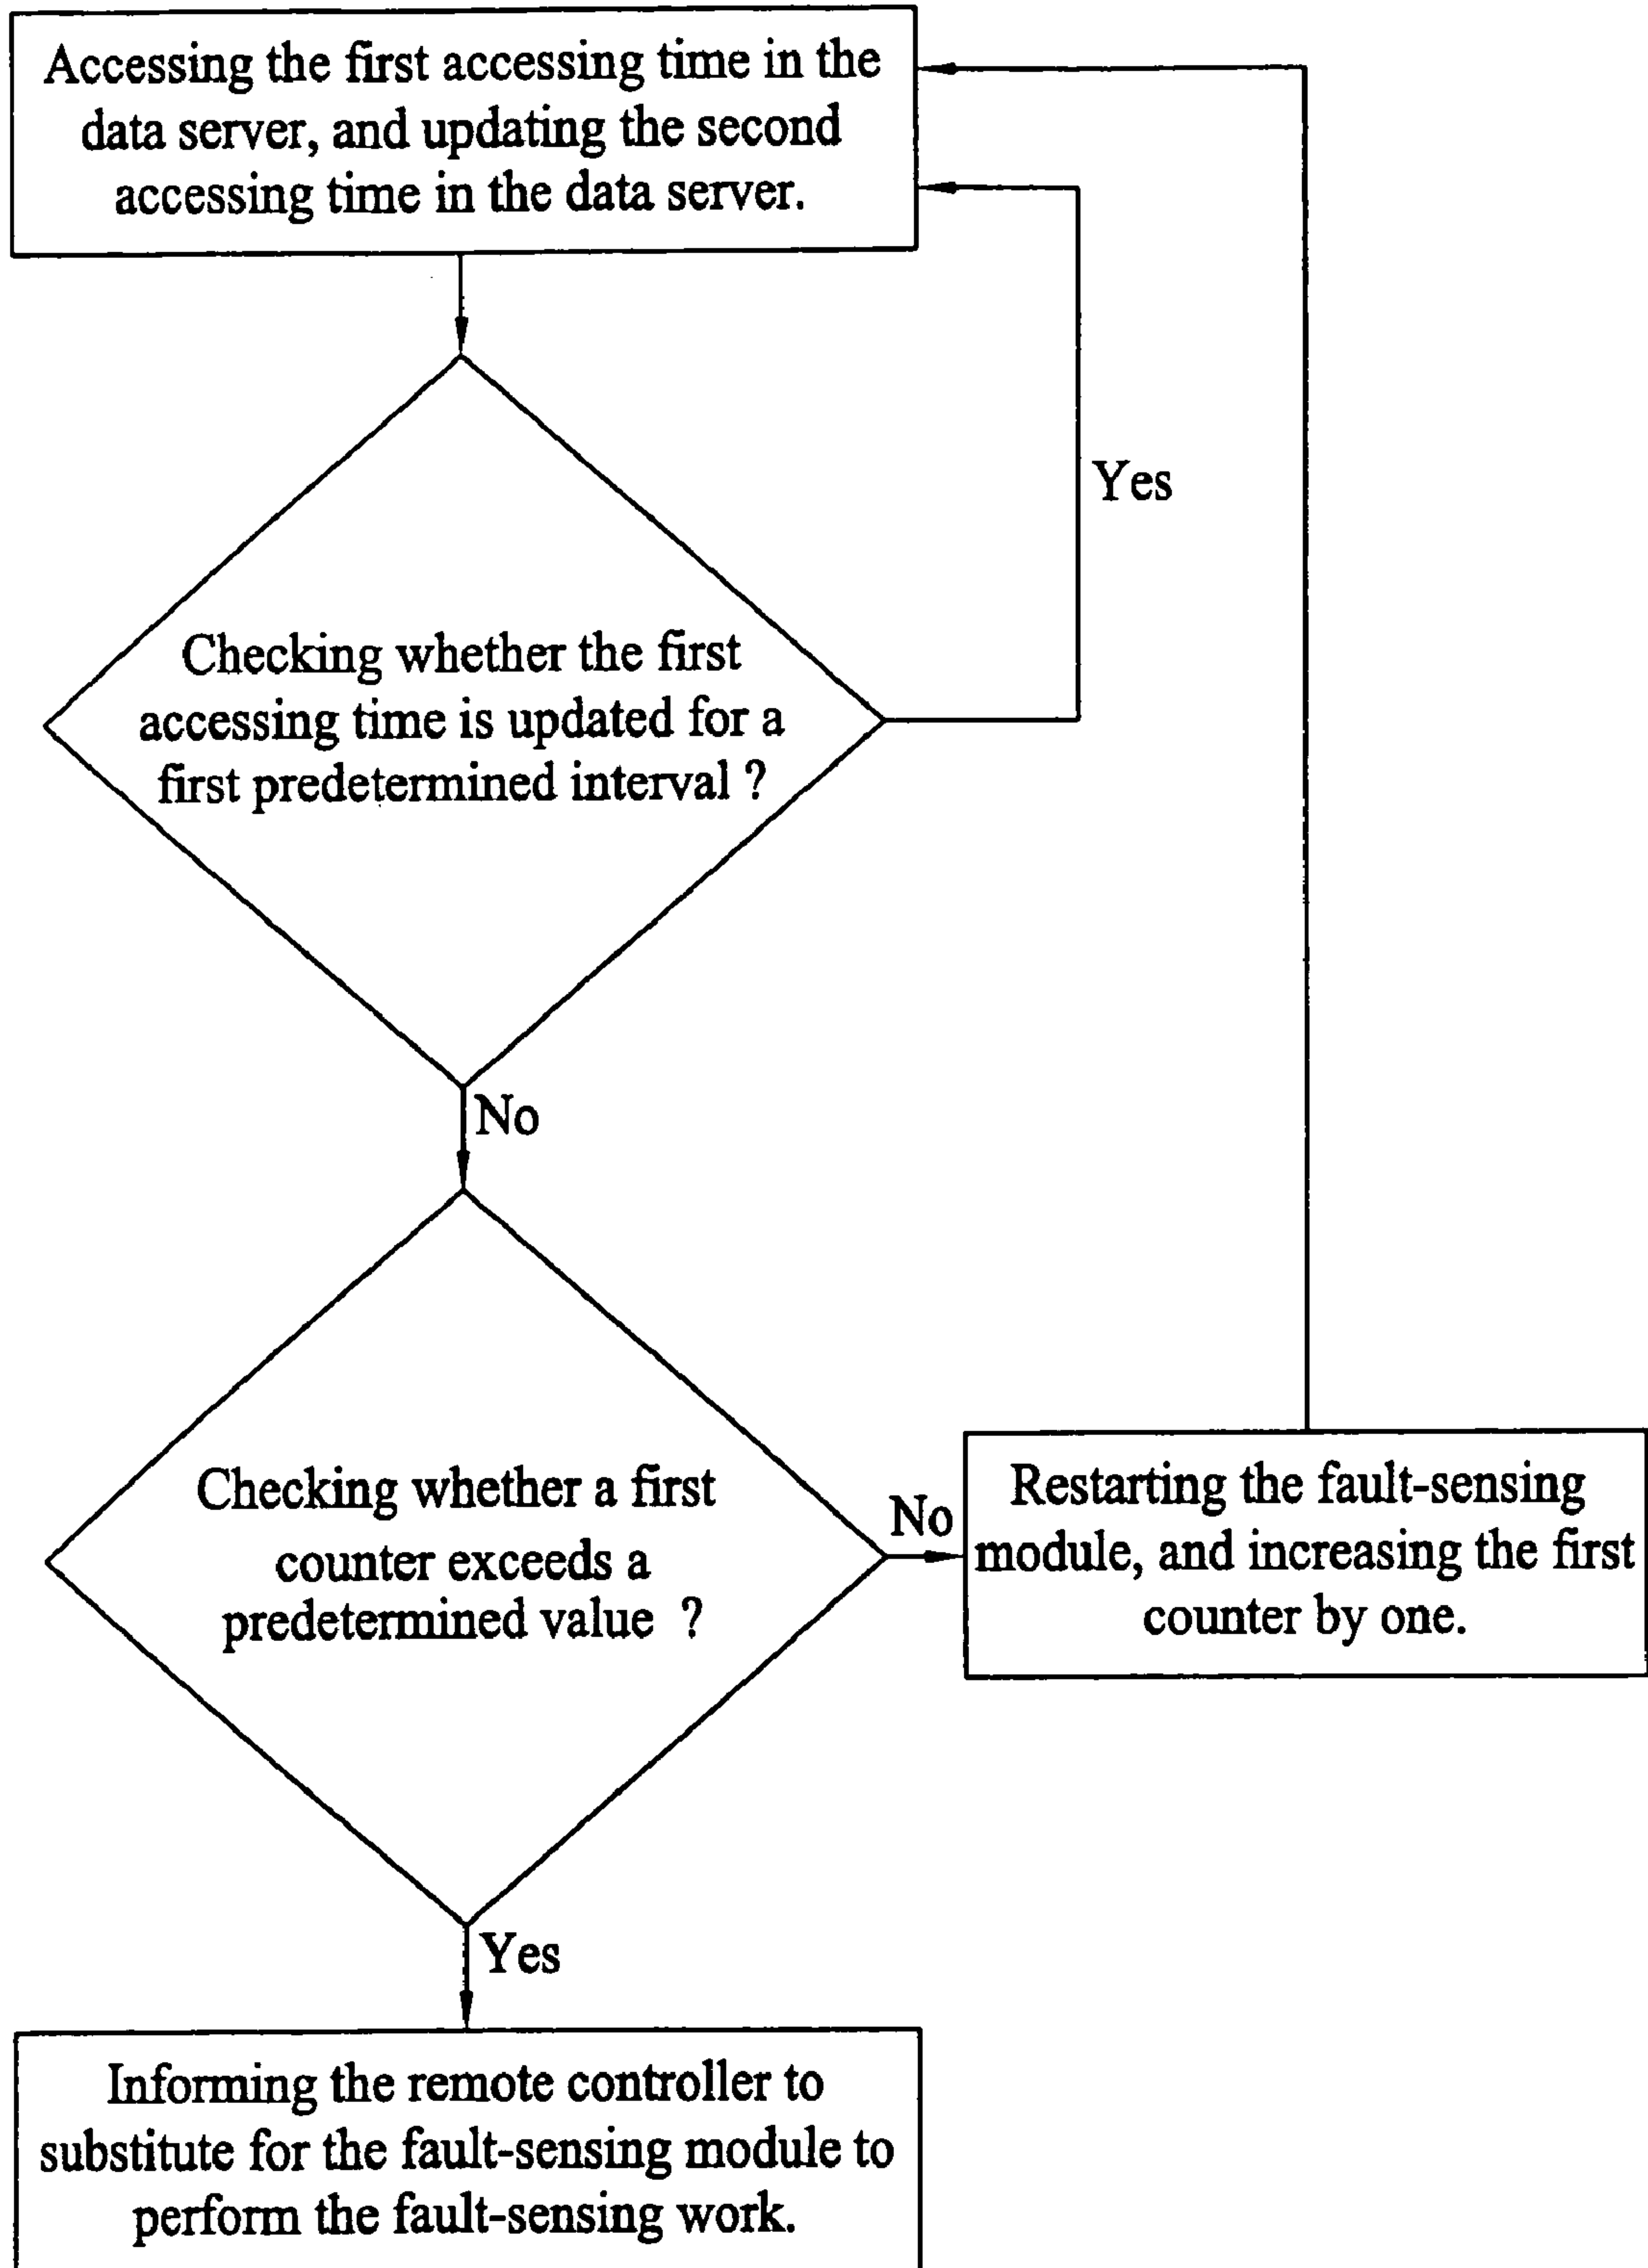 Accessing the first accessing time in the
data server, and updating the second
accessing time in the data server.
Yes
Checking whether the first
accessing time is updated for a
first predetermined interval ?
No
Checking whether a first
counter exceeds a
predetermined value ?
No
Restarting the fault-sensing
module, and increasing the first
counter by one.
Yes
Informing the remote controller to
substitute for the fault-sensing module to
perform the fault-sensing work.